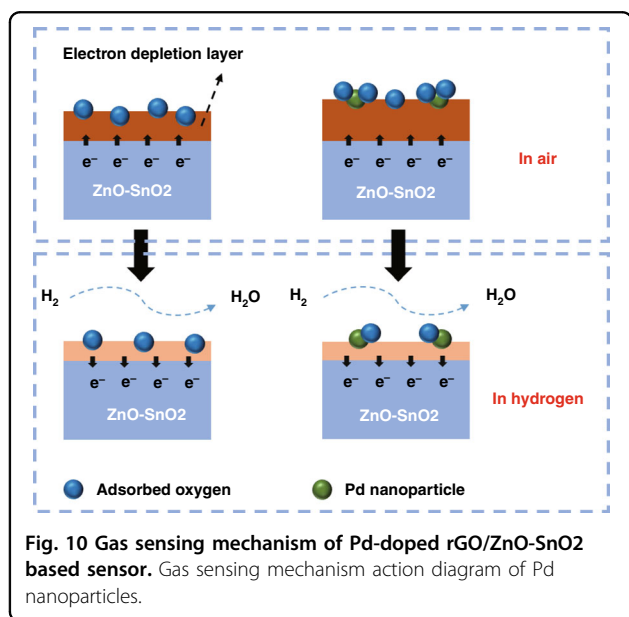 Electron depletion layer
e⁻ e⁻ e⁻ e⁻
ZnO-SnO2
e⁻ e⁻ e⁻ e⁻
ZnO-SnO2
In air
H₂ H₂O
H₂ H₂O
e⁻ e⁻ e⁻ e⁻
ZnO-SnO2
e⁻ e⁻ e⁻ e⁻
ZnO-SnO2
In hydrogen
Adsorbed oxygen
Pd nanoparticle
Fig. 10 Gas sensing mechanism of Pd-doped rGO/ZnO-SnO2
based sensor. Gas sensing mechanism action diagram of Pd
nanoparticles.